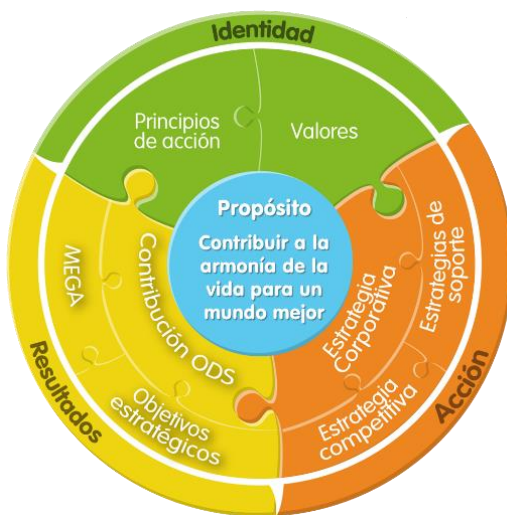 Identidad
Principios
de acción
Valores
Propósito
Contribuir a la
armonía de la
vida para un
mundo mejor
Estrategia
Corporativa
Estrategias de
soporte
Estrategia
competitiva
Acción
MEGA
Contribución ODS
Objetivos
estratégicos
Resultados